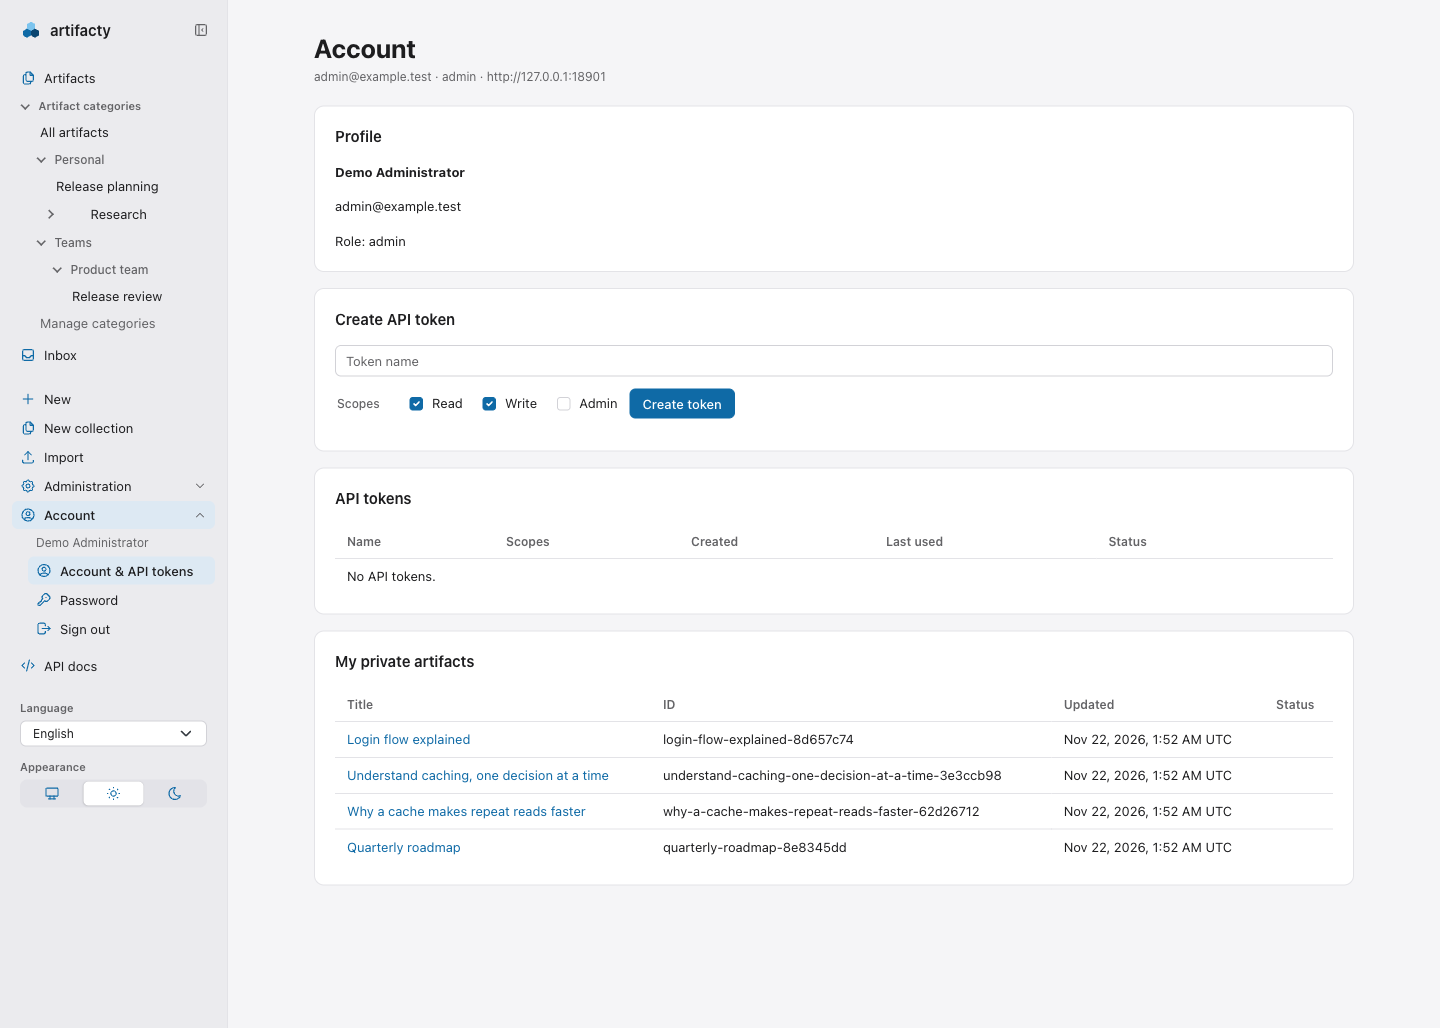 artifacty
Artifacts
Artifact categories
All artifacts
Personal
Release planning
Research
Teams
Product team
Release review
Manage categories
Inbox
New
New collection
Import
Administration
Account
Demo Administrator
Account & API tokens
Password
Sign out
API docs
Language
English
Appearance
Account
admin@example.test · admin · http://127.0.0.1:18901
Profile
Demo Administrator
admin@example.test
Role: admin
Create API token
Token name
Scopes Read Write Admin Create token
API tokens
Name Scopes Created Last used Status
No API tokens.
My private artifacts
Title ID Updated Status
Login flow explained login-flow-explained-8d657c74 Nov 22, 2026, 1:52 AM UTC
Understand caching, one decision at a time understand-caching-one-decision-at-a-time-3e3ccb98 Nov 22, 2026, 1:52 AM UTC
Why a cache makes repeat reads faster why-a-cache-makes-repeat-reads-faster-62d26712 Nov 22, 2026, 1:52 AM UTC
Quarterly roadmap quarterly-roadmap-8e8345dd Nov 22, 2026, 1:52 AM UTC